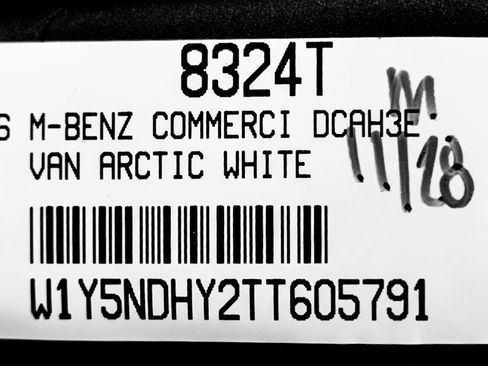 8324T
6 M-BENZ COMMERCI DCAH3E
VAN ARCTIC WHITE
W1Y5NDHY2TT605791
M
11/28